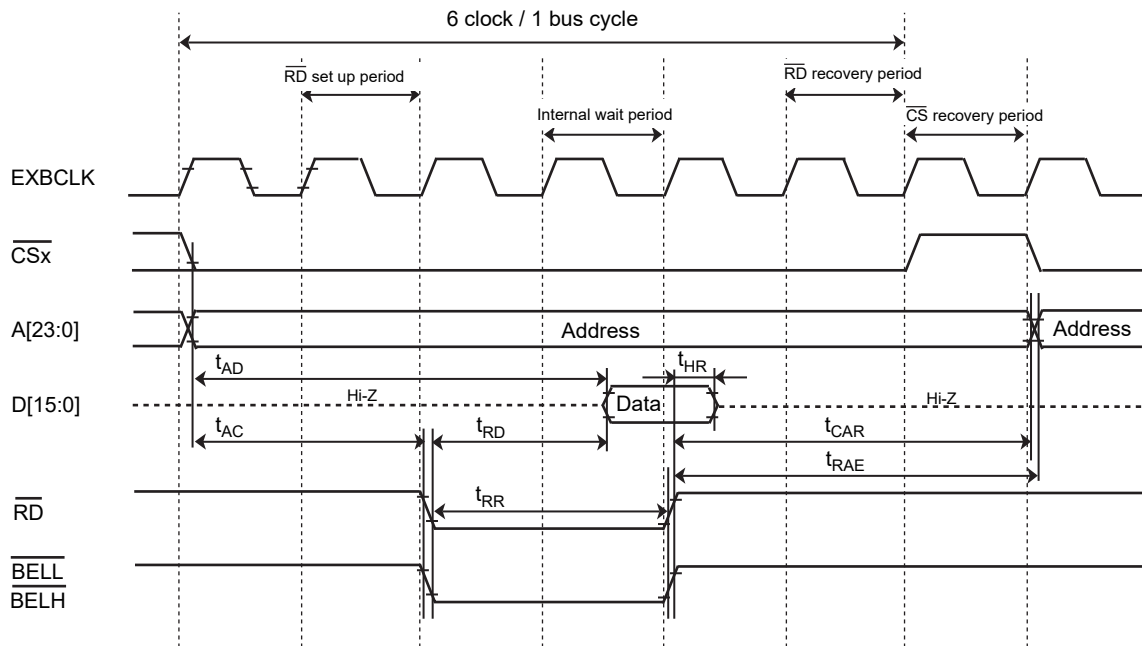 6 clock / 1 bus cycle
RD set up period
RD recovery period
Internal wait period
CS recovery period
EXBCLK
CSx
A[23:0]
Address
Address
tAD
tHR
D[15:0]
Hi-Z
Data
Hi-Z
tAC
tRD
tCAR
tRAE
RD
tRR
BELL
BELH